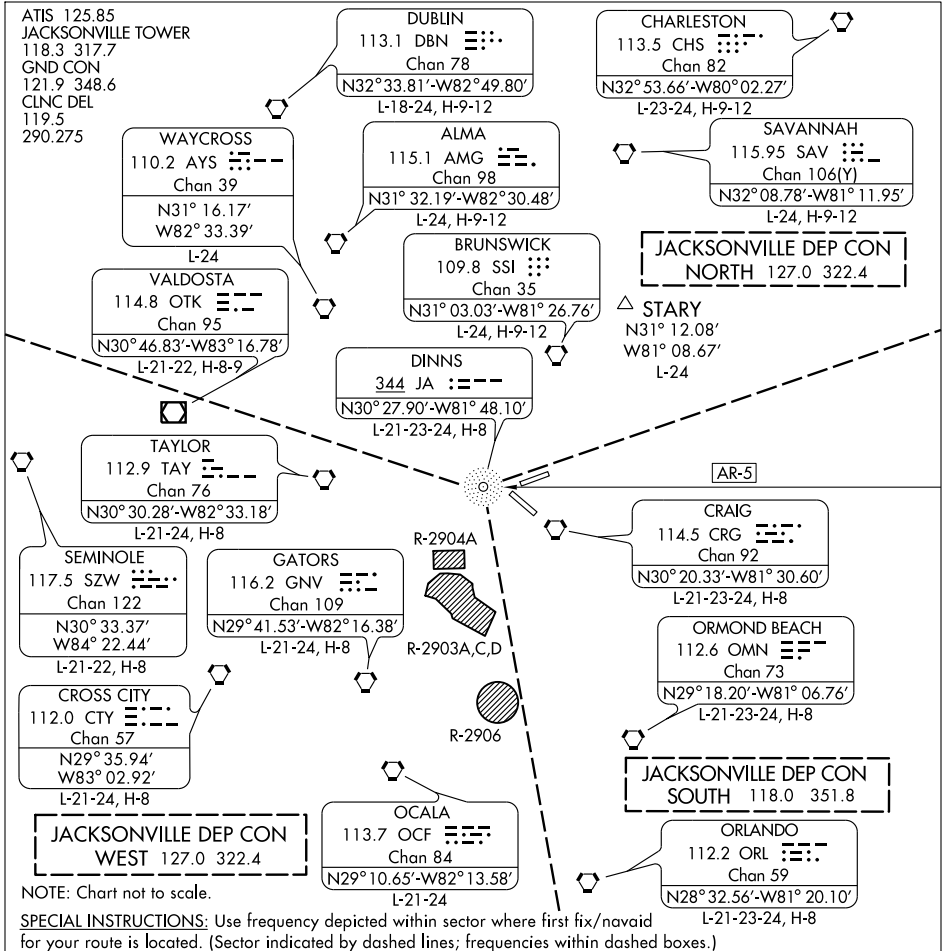 ATIS 125.85
JACKSONVILLE TOWER
118.3 317.7
GND CON
121.9 348.6
CLNC DEL
119.5
290.275
DUBLIN
113.1 DBN
Chan 78
N32°33.81′-W82°49.80′
L-18-24, H-9-12
CHARLESTON
113.5 CHS
Chan 82
N32°53.66′-W80°02.27′
L-23-24, H-9-12
WAYCROSS
110.2 AYS
Chan 39
N31°16.17′
W82°33.39′
L-24
ALMA
115.1 AMG
Chan 98
N31°32.19′-W82°30.48′
L-24, H-9-12
SAVANNAH
115.95 SAV
Chan 106(Y)
N32°08.78′-W81°11.95′
L-24, H-9-12
BRUNSWICK
109.8 SSI
Chan 35
N31°03.03′-W81°26.76′
L-24, H-9-12
JACKSONVILLE DEP CON
NORTH 127.0 322.4
VALDOSTA
114.8 OTK
Chan 95
N30°46.83′-W83°16.78′
L-21-22, H-8-9
STARY
N31°12.08′
W81°08.67′
L-24
DINNS
344 JA
N30°27.90′-W81°48.10′
L-21-23-24, H-8
TAYLOR
112.9 TAY
Chan 76
N30°30.28′-W82°33.18′
L-21-24, H-8
AR-5
CRAIG
114.5 CRG
Chan 92
N30°20.33′-W81°30.60′
L-21-23-24, H-8
SEMINOLE
117.5 SZW
Chan 122
N30°33.37′
W84°22.44′
L-21-22, H-8
GATORS
116.2 GNV
Chan 109
N29°41.53′-W82°16.38′
L-21-24, H-8
R-2904A
R-2903A,C,D
R-2906
ORMOND BEACH
112.6 OMN
Chan 73
N29°18.20′-W81°06.76′
L-21-23-24, H-8
CROSS CITY
112.0 CTY
Chan 57
N29°35.94′
W83°02.92′
L-21-24, H-8
JACKSONVILLE DEP CON
SOUTH 118.0 351.8
JACKSONVILLE DEP CON
WEST 127.0 322.4
OCALA
113.7 OCF
Chan 84
N29°10.65′-W82°13.58′
L-21-24
ORLANDO
112.2 ORL
Chan 59
N28°32.56′-W81°20.10′
L-21-23-24, H-8
NOTE: Chart not to scale.
SPECIAL INSTRUCTIONS: Use frequency depicted within sector where first fix/navaid
for your route is located. (Sector indicated by dashed lines; frequencies within dashed boxes.)